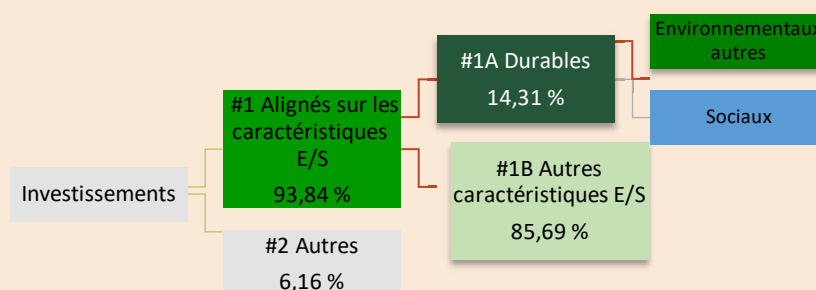 Investissements
#1 Alignés sur les
caractéristiques
E/S
93,84 %
#2 Autres
6,16 %
#1A Durables
14,31 %
#1B Autres
caractéristiques E/S
85,69 %
Environnementaux
autres
Sociaux